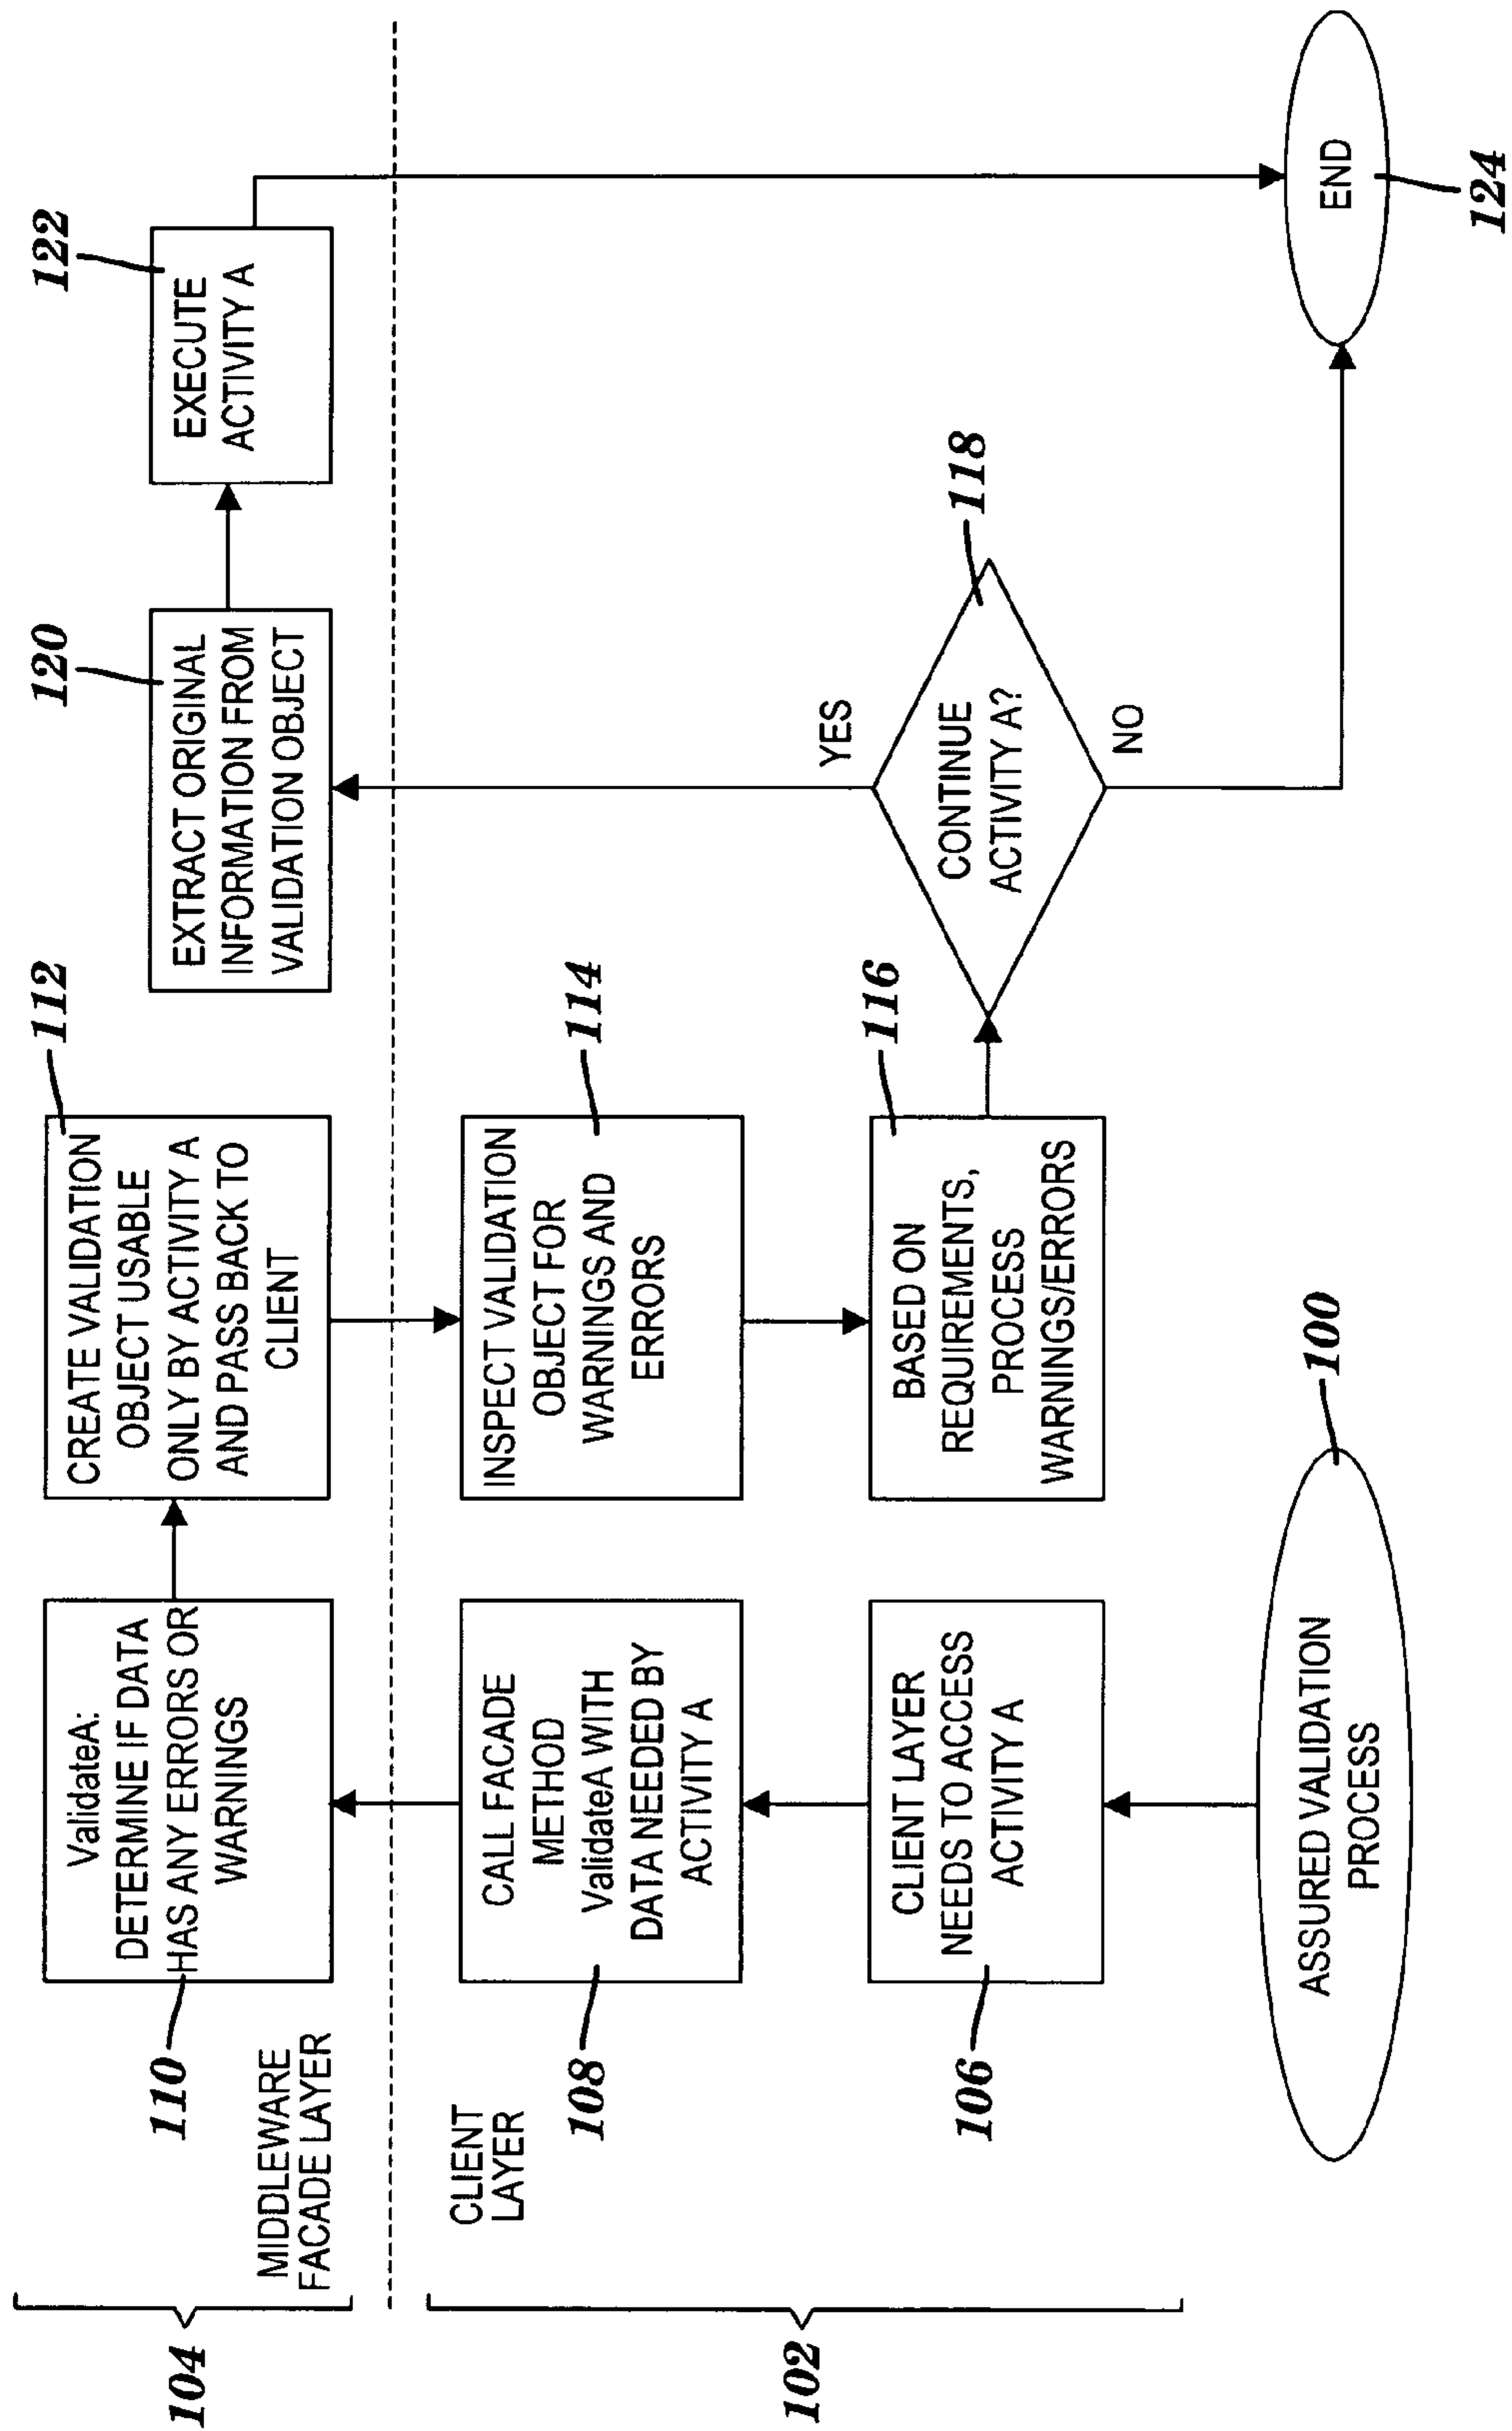 104
MIDDLEWARE
FACADE LAYER
110
ValidateA:
DETERMINE IF DATA
HAS ANY ERRORS OR
WARNINGS
112
CREATE VALIDATION
OBJECT USABLE
ONLY BY ACTIVITY A
AND PASS BACK TO
CLIENT
120
EXTRACT ORIGINAL
INFORMATION FROM
VALIDATION OBJECT
122
EXECUTE
ACTIVITY A
102
CLIENT
LAYER
108
CALL FACADE
METHOD
ValidateA WITH
DATA NEEDED BY
ACTIVITY A
114
INSPECT VALIDATION
OBJECT FOR
WARNINGS AND
ERRORS
106
CLIENT LAYER
NEEDS TO ACCESS
ACTIVITY A
116
BASED ON
REQUIREMENTS,
PROCESS
WARNINGS/ERRORS
YES
118
CONTINUE
ACTIVITY A?
NO
100
ASSURED VALIDATION
PROCESS
END
124